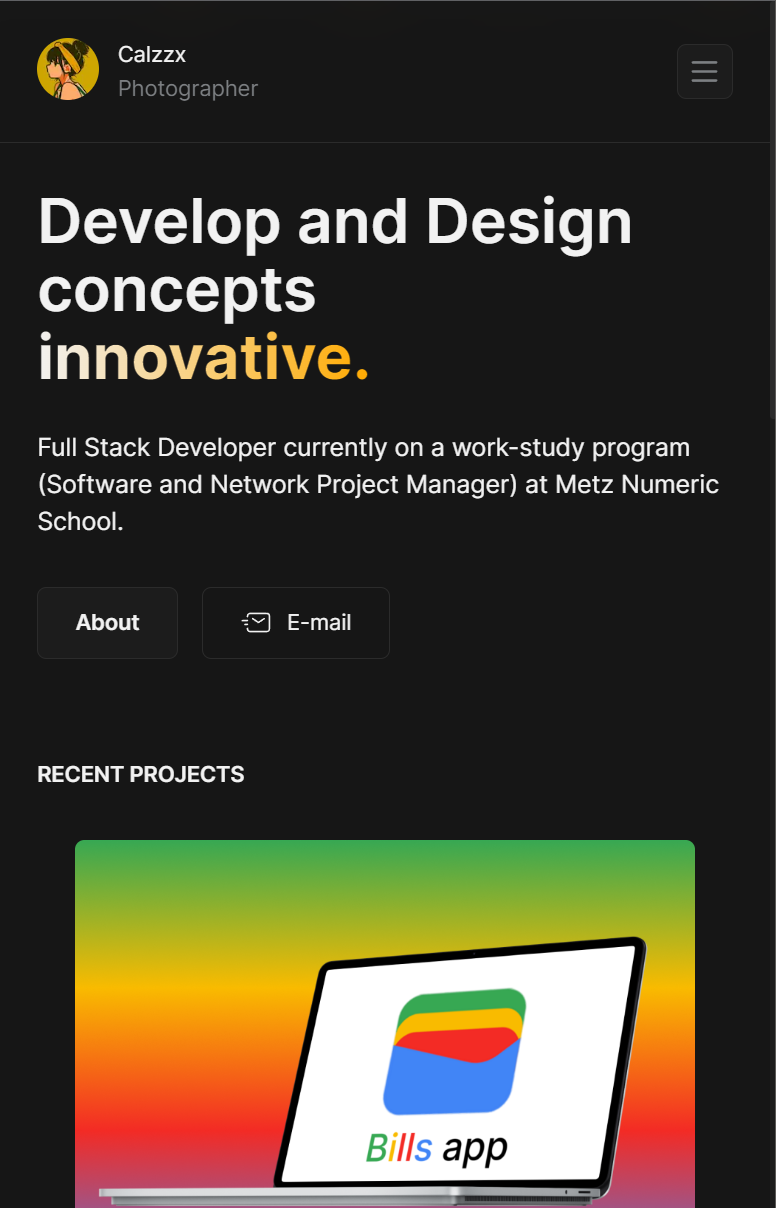 Calzzx
Photographer
Develop and Design
concepts
innovative.
Full Stack Developer currently on a work-study program
(Software and Network Project Manager) at Metz Numeric
School.
About
E-mail
RECENT PROJECTS
Bills app